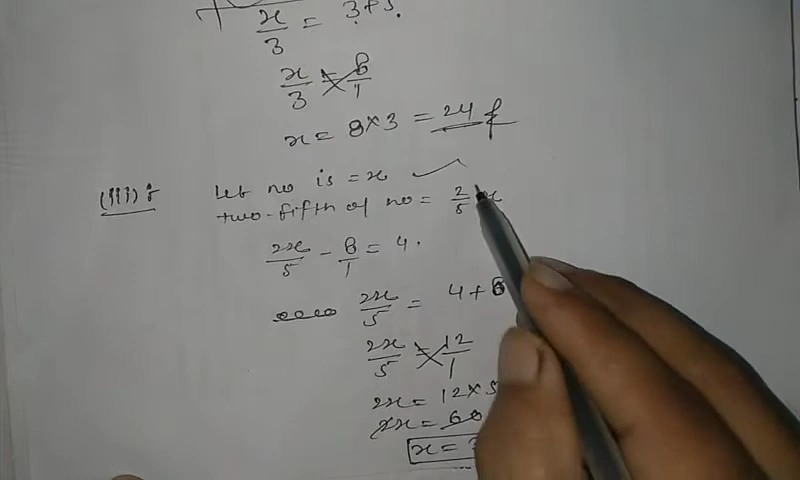 x/3 = 3+5.
x/3 = 8/1
x = 8×3 = 24
(iii) Let no is = x
two-fifth of no = 2/5 x
2x/5 - 8/1 = 4.
2x/5 = 4+8
2x/5 = 12/1
2x = 12×5
2x = 60
x = 3